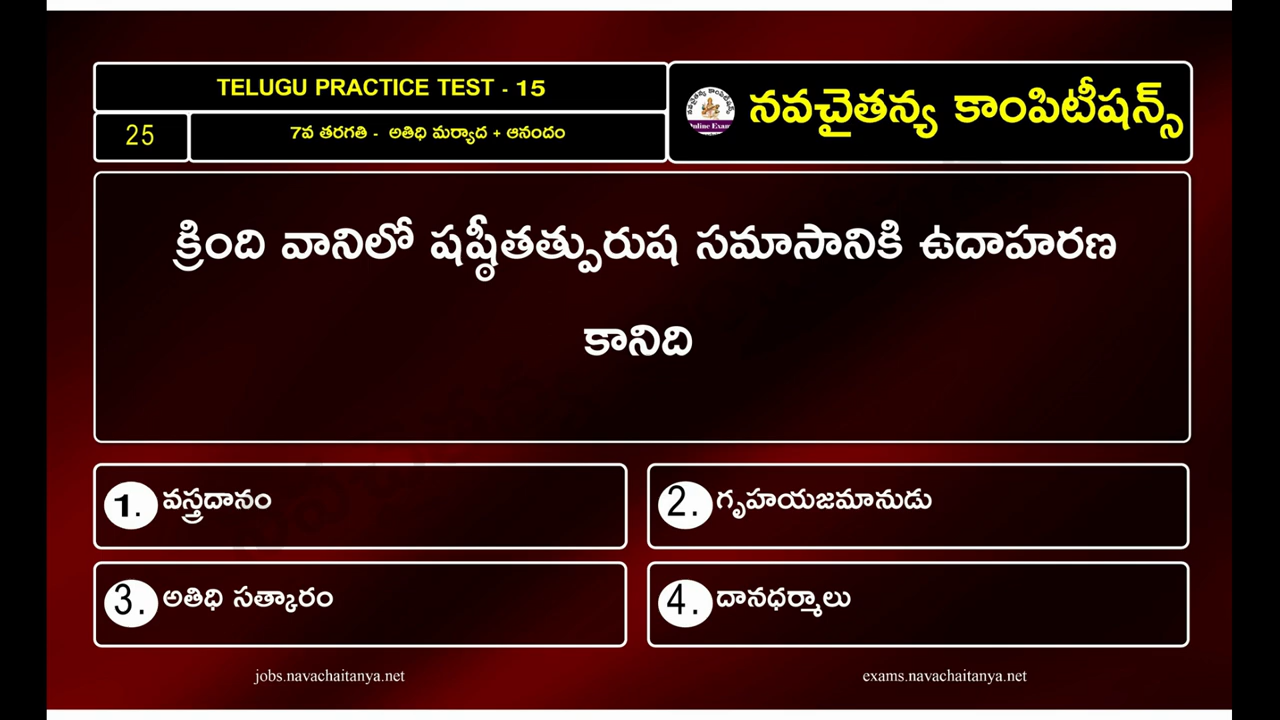 TELUGU PRACTICE TEST - 15
25
7వ తరగతి - అతిధి మర్యాద + ఆనందం
నవచైతన్య కాంపిటీషన్స్
క్రింది వానిలో షష్ఠీతత్పురుష సమాసానికి ఉదాహరణ
కానిది
1. వస్త్రదానం
2. గృహయజమానుడు
3. అతిధి సత్కారం
4. దానధర్మాలు
jobs.navachaitanya.net
exams.navachaitanya.net